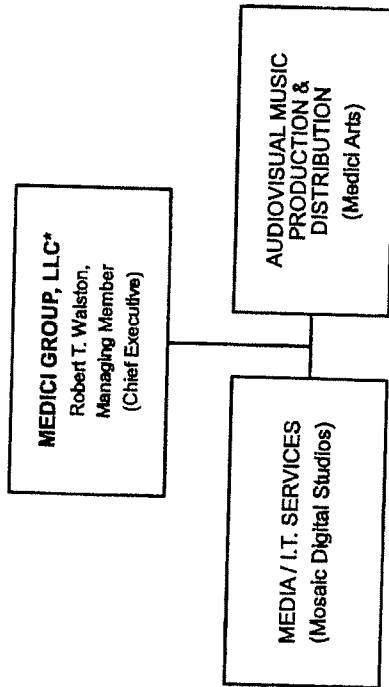 MEDICI GROUP, LLC*
Robert T. Walston,
Managing Member
(Chief Executive)
MEDIA / I.T. SERVICES
(Mosaic Digital Studios)
AUDIOVISUAL MUSIC
PRODUCTION &
DISTRIBUTION
(Medici Arts)